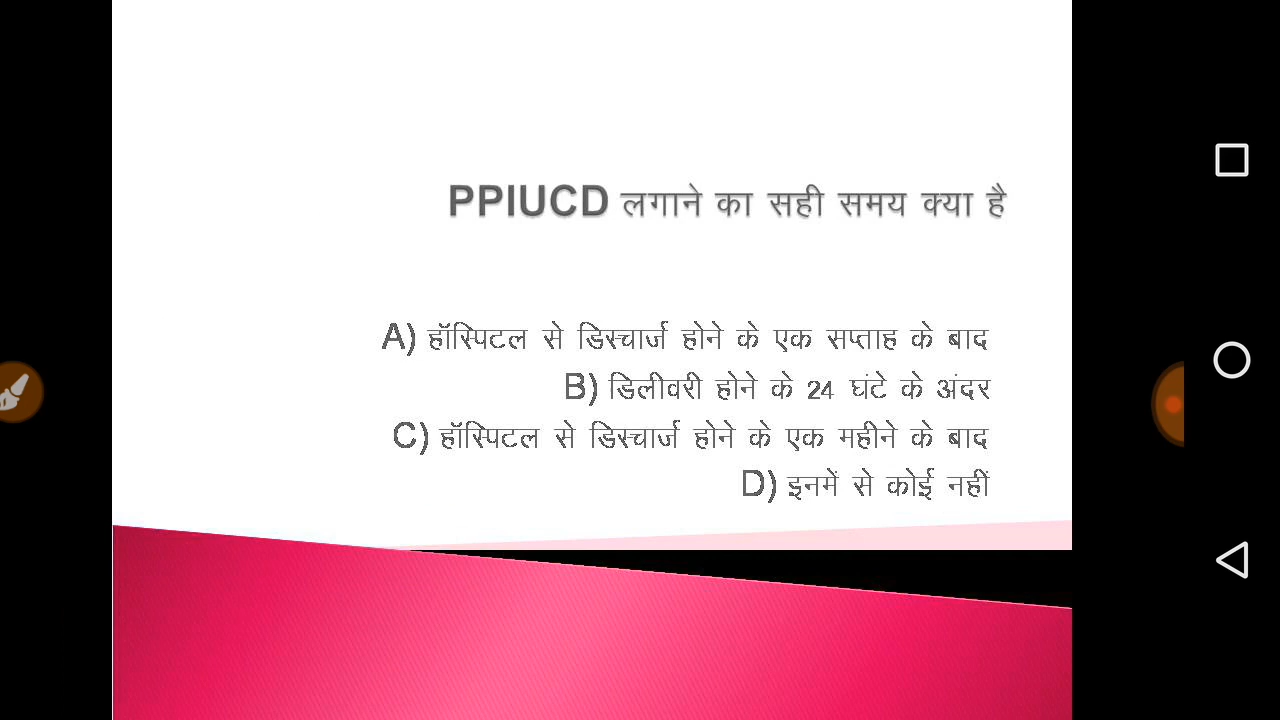 PPIUCD लगाने का सही समय क्या है
A) हॉस्पिटल से डिस्चार्ज होने के एक सप्ताह के बाद
B) डिलीवरी होने के 24 घंटे के अंदर
C) हॉस्पिटल से डिस्चार्ज होने के एक महीने के बाद
D) इनमें से कोई नहीं